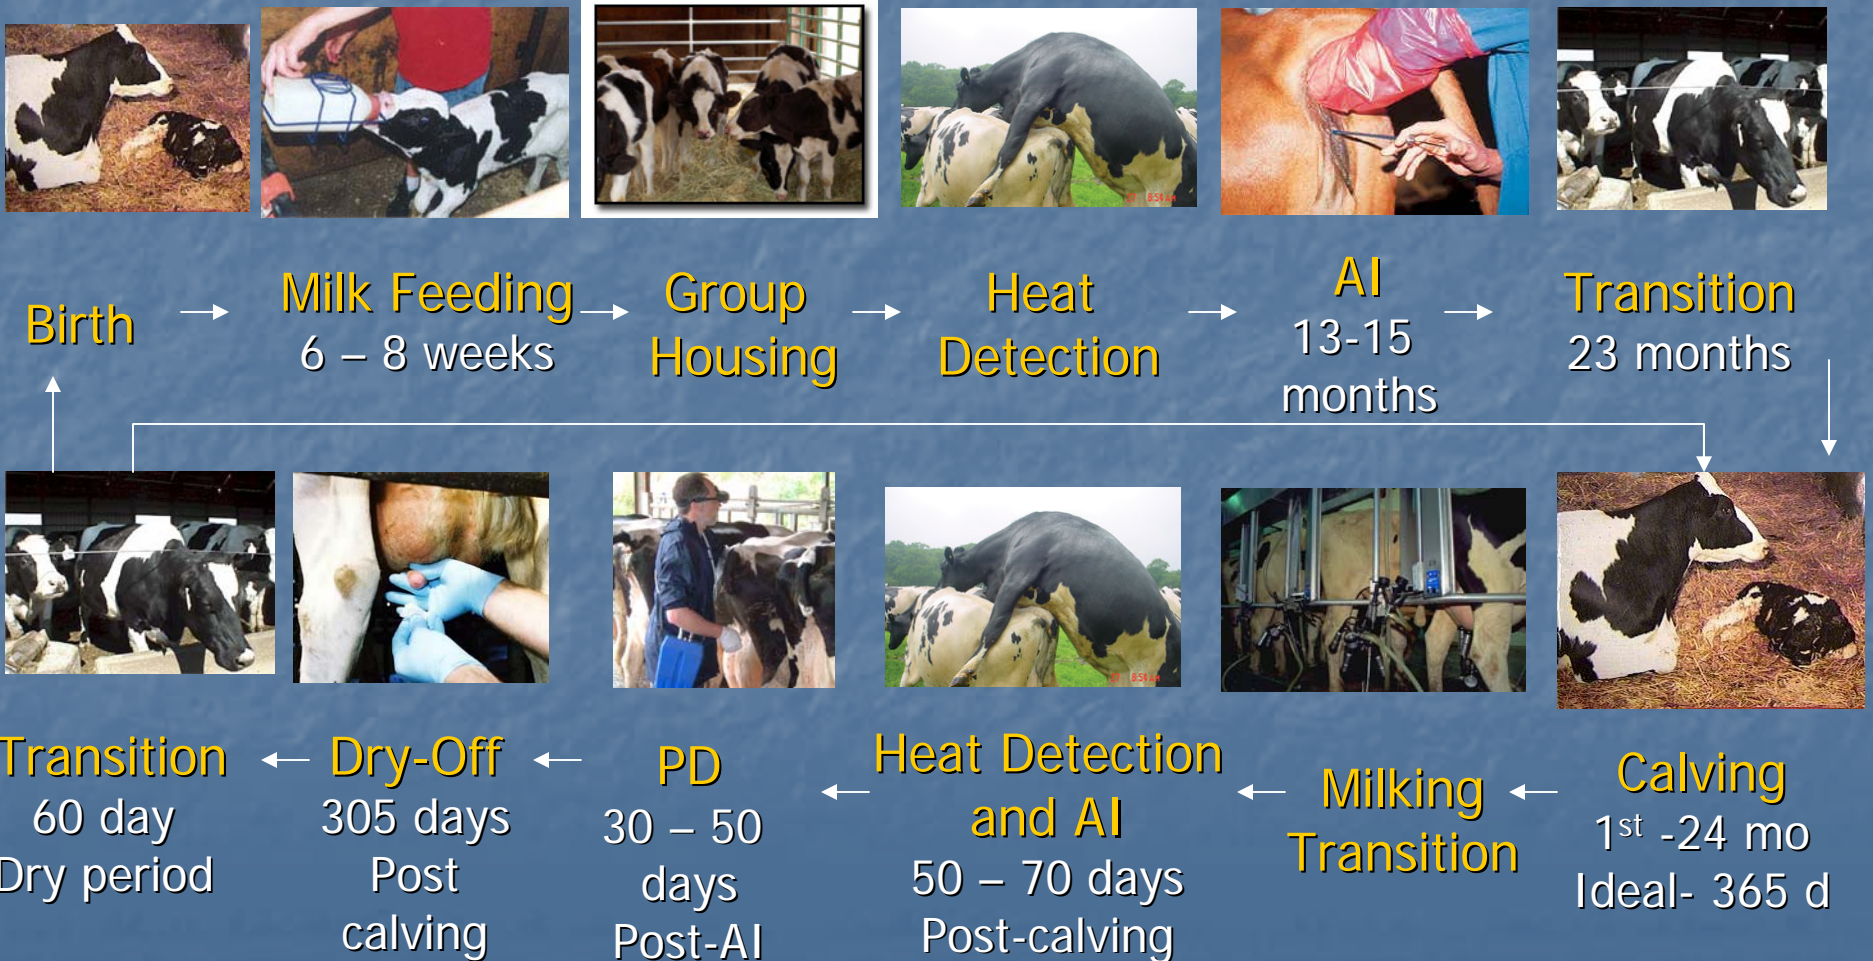 Birth
Milk Feeding
6 – 8 weeks
Group
Housing
Heat
Detection
AI
13-15
months
Transition
23 months
Transition
60 day
Dry period
Dry-Off
305 days
Post
calving
PD
30 – 50
days
Post-AI
Heat Detection
and AI
50 – 70 days
Post-calving
Milking
Transition
Calving
1st -24 mo
Ideal- 365 d